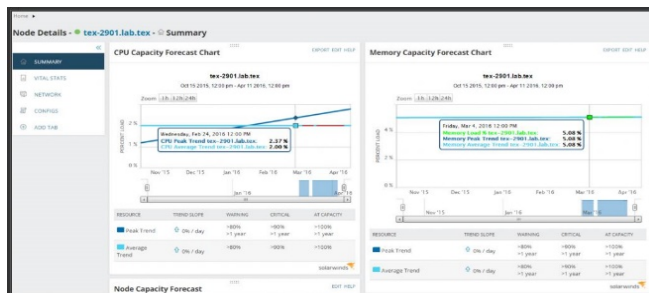 Home
Node Details - tex-2901.lab.tex - Summary
SUMMARY
VITAL STATS
NETWORK
CONFIGS
ADD TAB
CPU Capacity Forecast Chart
EXPORT EDIT HELP
tex-2901.lab.tex
Oct 15 2015, 12:00 pm - Apr 11 2016, 12:00 pm
Zoom 1h 12h 24h
PERCENT LOAD
2 %
1 %
0 %
Wednesday, Feb 24, 2016 12:00 PM
CPU Peak Trend tex-2901.lab.tex: 2.27 %
CPU Average Trend tex-2901.lab.tex: 2.08 %
Nov '15 Dec '15 Jan '16 Feb '16 Mar '16 Apr '16
Jan '16
RESOURCE TREND SLOPE WARNING CRITICAL AT CAPACITY
Peak Trend 0% / day >80% >1 year >90% >1 year >100% >1 year
Average Trend 0% / day >80% >90% >100%
solarwinds
Node Capacity Forecast
EDIT HELP
Memory Capacity Forecast Chart
EXPORT EDIT HELP
tex-2901.lab.tex
Oct 15 2015, 12:00 pm - Apr 11 2016, 12:00 pm
Zoom 1h 12h 24h
PERCENT LOAD
4 %
2 %
0 %
Friday, Mar 4, 2016 12:00 PM
Memory Load % tex-2901.lab.tex: 5.08 %
Memory Peak Trend tex-2901.lab.tex: 5.08 %
Memory Average Trend tex-2901.lab.tex: 5.08 %
Nov '15 Dec '15 Jan '16 Feb '16 Mar '16 Apr '16
Nov '15 Jan '16 Mar '16
RESOURCE TREND SLOPE WARNING CRITICAL AT CAPACITY
Peak Trend 0% / day >80% >1 year >90% >1 year >100% >1 year
Average Trend 0% / day >80% >1 year >90% >1 year >100% >1 year
solarwinds